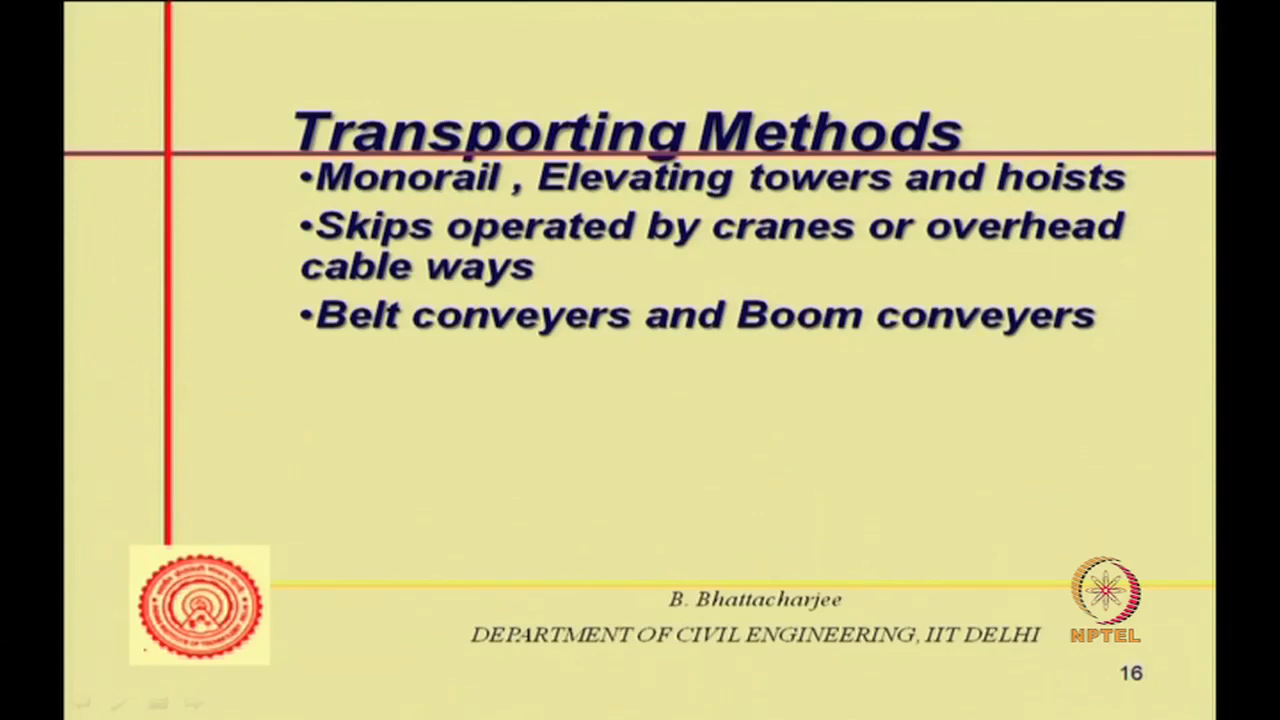 Transporting Methods
•Monorail , Elevating towers and hoists
•Skips operated by cranes or overhead
cable ways
•Belt conveyers and Boom conveyers
B. Bhattacharjee
DEPARTMENT OF CIVIL ENGINEERING, IIT DELHI
NPTEL
16